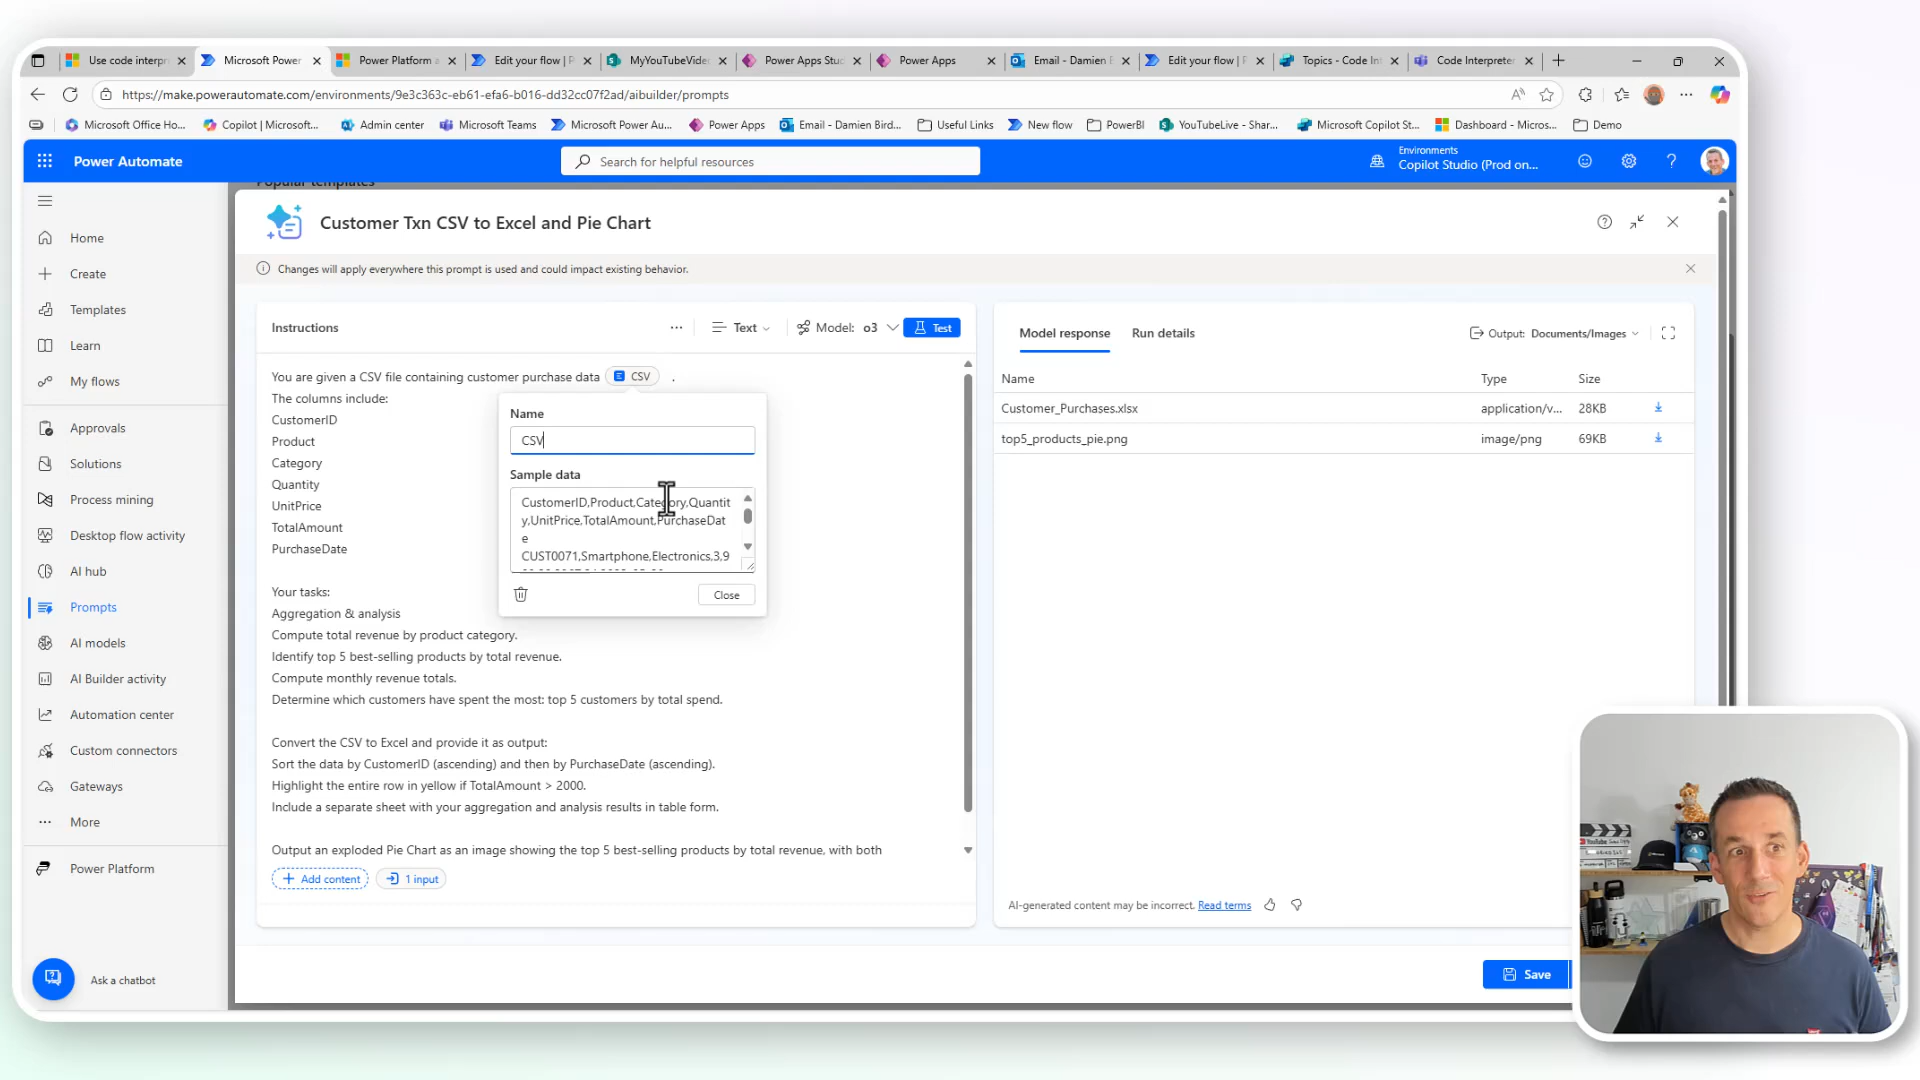 Use code interpr
Microsoft Power
Power Platform a
Edit your flow | P
MyYouTubeVide
Power Apps Stu
Power Apps
Email - Damien B
Edit your flow | P
Topics - Code Int
Code Interpreter
https://make.powerautomate.com/environments/9e3c363c-eb61-efa6-b016-dd32cc07f2ad/aibuilder/prompts
Microsoft Office Ho...
Copilot | Microsoft...
Admin center
Microsoft Teams
Microsoft Power Au...
Power Apps
Email - Damien Bird...
Useful Links
New flow
PowerBI
YouTubeLive - Shar...
Microsoft Copilot St...
Dashboard - Micros...
Demo
Power Automate
Search for helpful resources
Environments
Copilot Studio (Prod on...
Popular templates
Home
Create
Templates
Learn
My flows
Approvals
Solutions
Process mining
Desktop flow activity
AI hub
Prompts
AI models
AI Builder activity
Automation center
Custom connectors
Gateways
More
Power Platform
Ask a chatbot
Customer Txn CSV to Excel and Pie Chart
Changes will apply everywhere this prompt is used and could impact existing behavior.
Instructions
Text
Model: o3
Test
You are given a CSV file containing customer purchase data CSV .
The columns include:
CustomerID
Product
Category
Quantity
UnitPrice
TotalAmount
PurchaseDate
Your tasks:
Aggregation & analysis
Compute total revenue by product category.
Identify top 5 best-selling products by total revenue.
Compute monthly revenue totals.
Determine which customers have spent the most: top 5 customers by total spend.
Convert the CSV to Excel and provide it as output:
Sort the data by CustomerID (ascending) and then by PurchaseDate (ascending).
Highlight the entire row in yellow if TotalAmount > 2000.
Include a separate sheet with your aggregation and analysis results in table form.
Output an exploded Pie Chart as an image showing the top 5 best-selling products by total revenue, with both
Add content
1 input
Name
CSV
Sample data
CustomerID,Product,Category,Quantit
y,UnitPrice,TotalAmount,PurchaseDat
e
CUST0071,Smartphone,Electronics,3,9
Close
Model response
Run details
Output: Documents/Images
Name Type Size
Customer_Purchases.xlsx application/v... 28KB
top5_products_pie.png image/png 69KB
AI-generated content may be incorrect. Read terms
Save